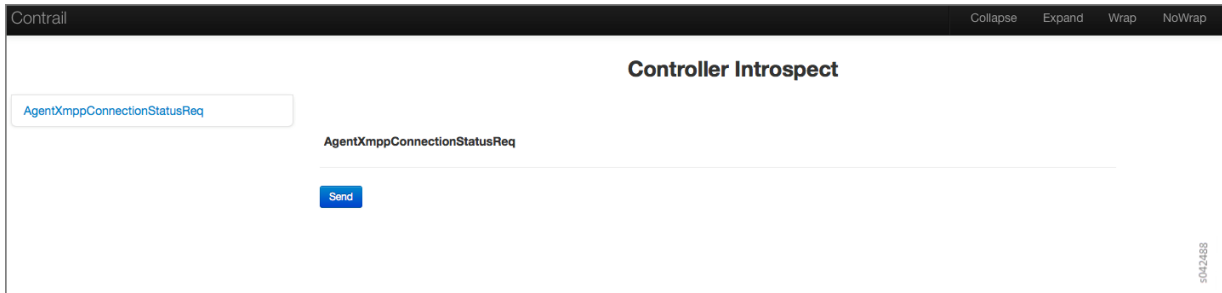 Contrail Collapse Expand Wrap NoWrap
Controller Introspect
AgentXmppConnectionStatusReq
AgentXmppConnectionStatusReq
Send
s042488